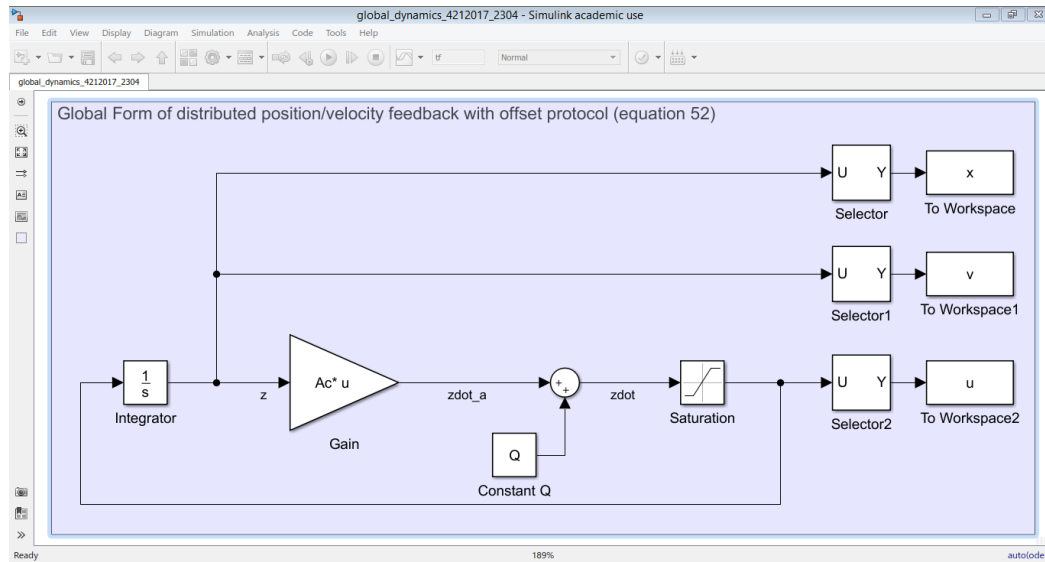 global_dynamics_4212017_2304 - Simulink academic use
File Edit View Display Diagram Simulation Analysis Code Tools Help
tf
Normal
global_dynamics_4212017_2304
Global Form of distributed position/velocity feedback with offset protocol (equation 52)
U Y
Selector
x
To Workspace
U Y
Selector1
v
To Workspace1
1
s
Integrator
z
Ac* u
Gain
zdot_a
+
+
zdot
Saturation
U Y
Selector2
u
To Workspace2
Q
Constant Q
Ready
189%
auto(ode